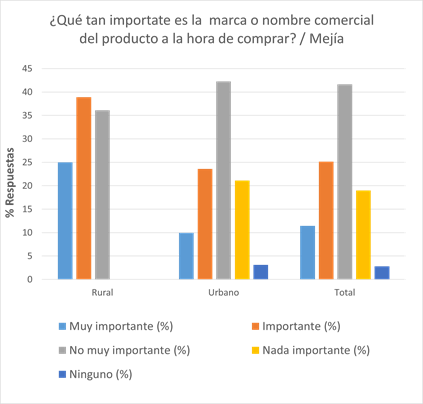 ¿Qué tan importate es la  marca o nombre comercial
del producto a la hora de comprar? / Mejía
% Respuestas
45
40
35
30
25
20
15
10
5
0
Rural Urbano Total
Muy importante (%) Importante (%)
No muy importante (%) Nada importante (%)
Ninguno (%)